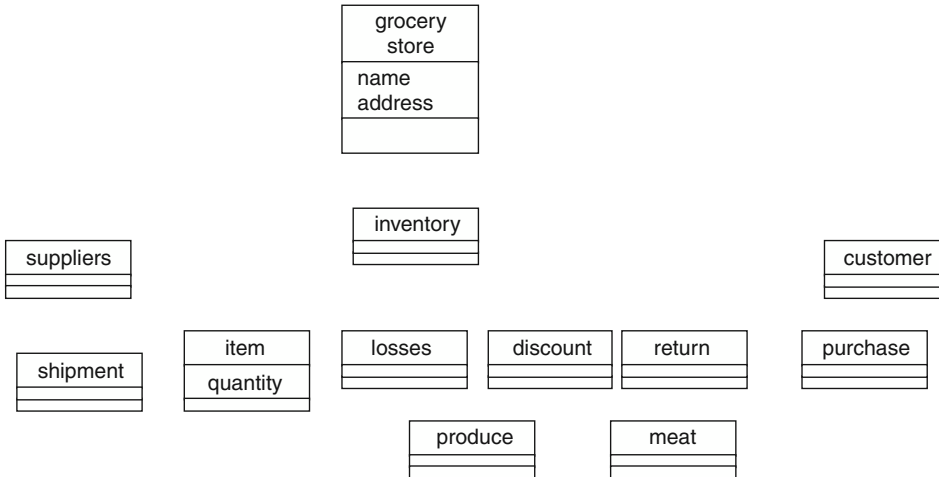 grocery
store
name
address
inventory
suppliers
customer
item
quantity
losses
discount
return
purchase
shipment
produce
meat